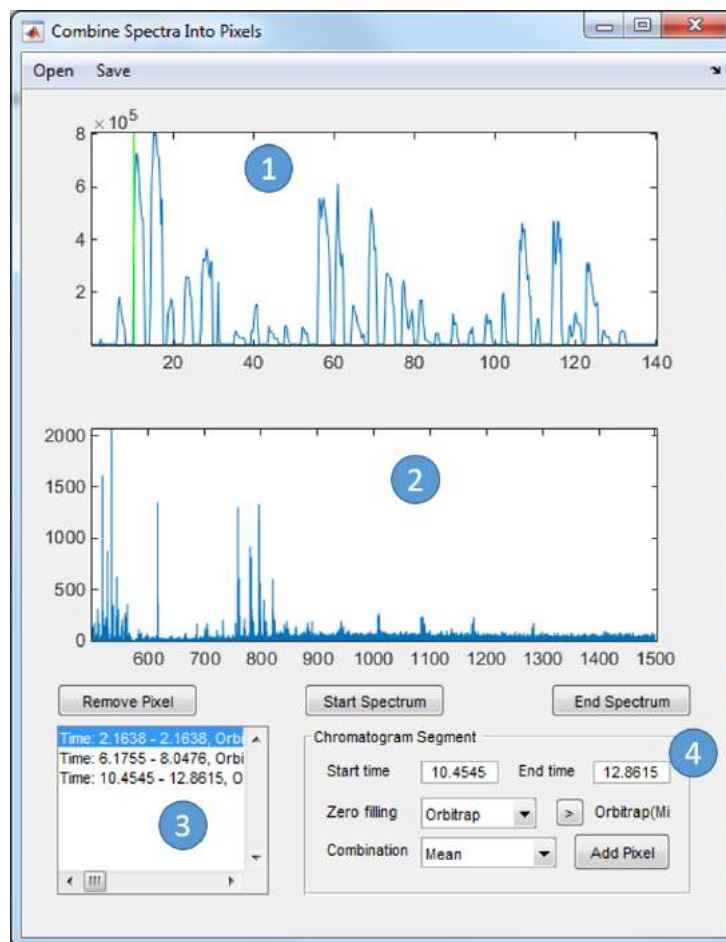 Combine Spectra Into Pixels
Open Save
× 10^5
8
6
4
2
20 40 60 80 100 120 140
1
2000
1500
1000
500
0
600 700 800 900 1000 1100 1200 1300 1400 1500
2
Remove Pixel
Start Spectrum
End Spectrum
Time: 2.1638 - 2.1638, Orbi
Time: 6.1755 - 8.0476, Orbi
Time: 10.4545 - 12.8615, O
3
Chromatogram Segment
4
Start time 10.4545 End time 12.8615
Zero filling Orbitrap > Orbitrap(Mi
Combination Mean Add Pixel